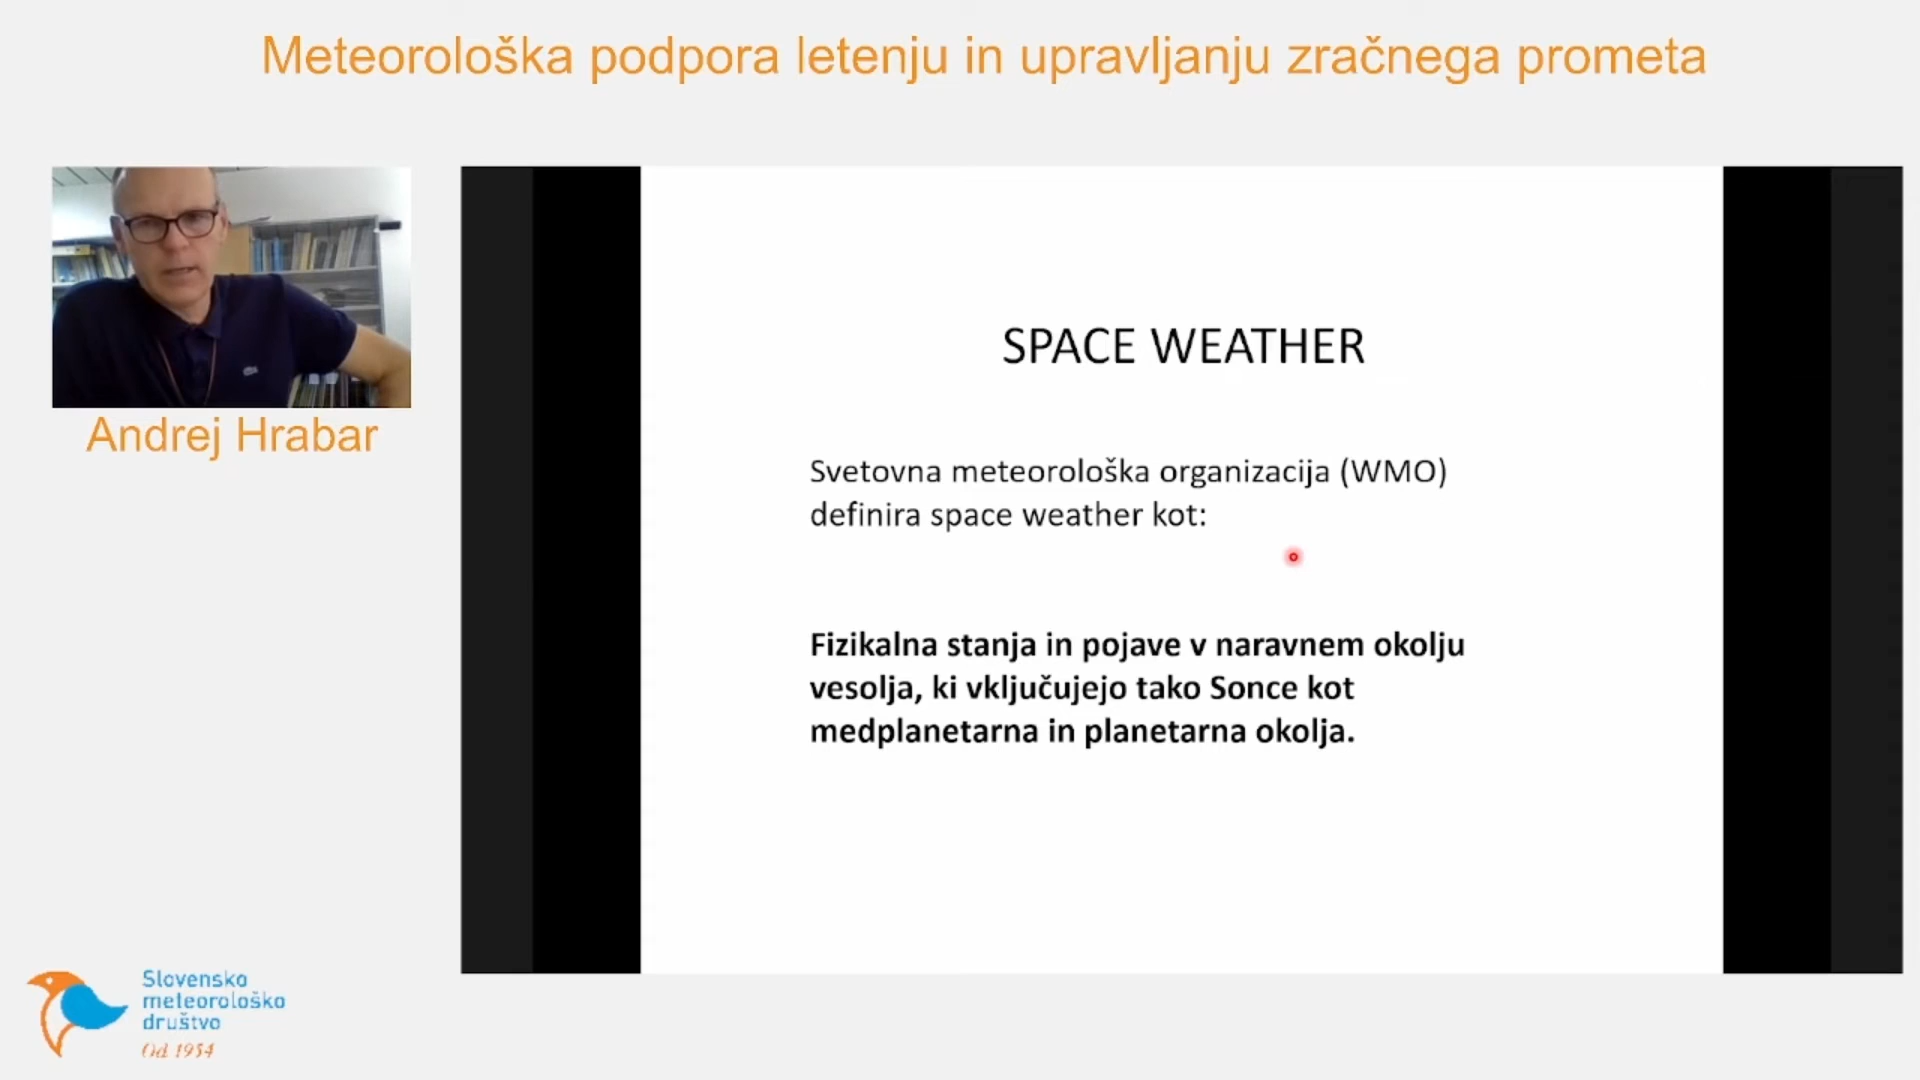 Meteorološka podpora letenju in upravljanju zračnega prometa
Andrej Hrabar
SPACE WEATHER
Svetovna meteorološka organizacija (WMO)
definira space weather kot:
Fizikalna stanja in pojave v naravnem okolju
vesolja, ki vključujejo tako Sonce kot
medplanetarna in planetarna okolja.
Slovensko
meteorološko
društvo
Od 1954